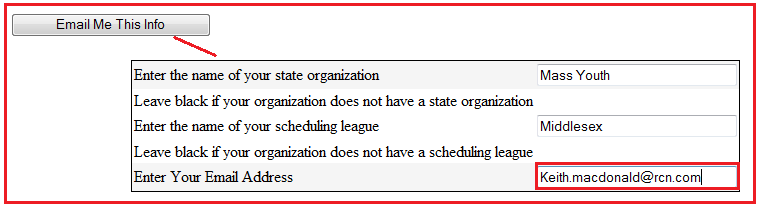 Email Me This Info
Enter the name of your state organization Mass Youth
Leave black if your organization does not have a state organization
Enter the name of your scheduling league Middlesex
Leave black if your organization does not have a scheduling league
Enter Your Email Address Keith.macdonald@rcn.com